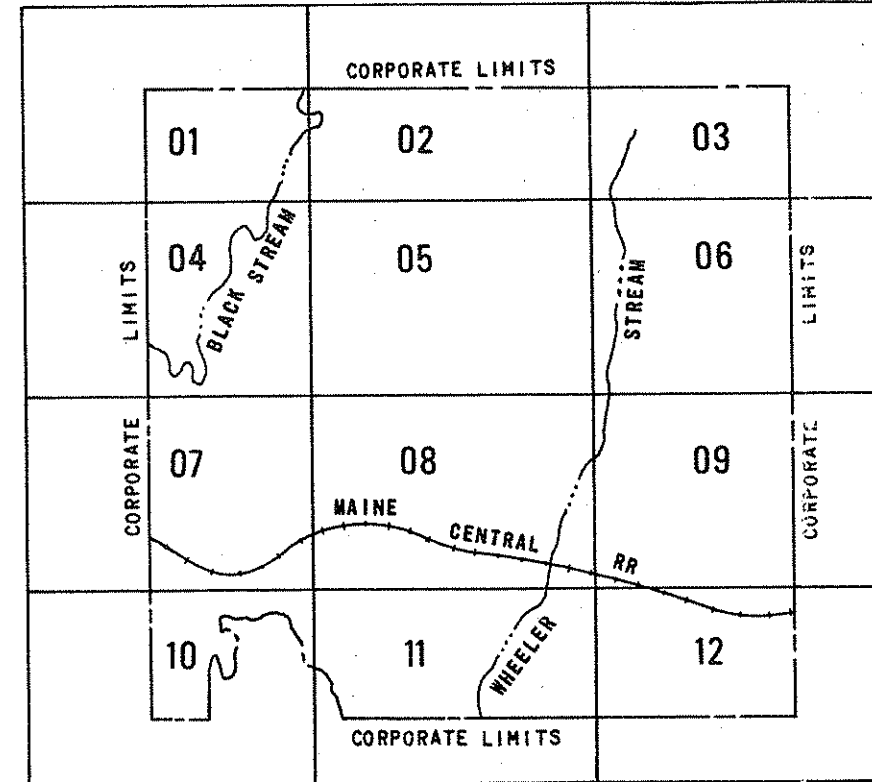 CORPORATE LIMITS
01
02
03
04
BLACK STREAM
05
STREAM
06
LIMITS
LIMITS
CORPORATE
07
08
09
CORPORATE
MAINE CENTRAL RR
10
11
WHEELER
12
CORPORATE LIMITS